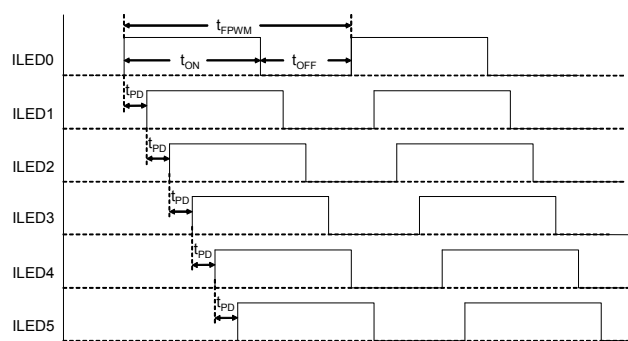 tFPWM
ILED0
tON
tOFF
tPD
ILED1
tPD
ILED2
tPD
ILED3
tPD
ILED4
tPD
ILED5